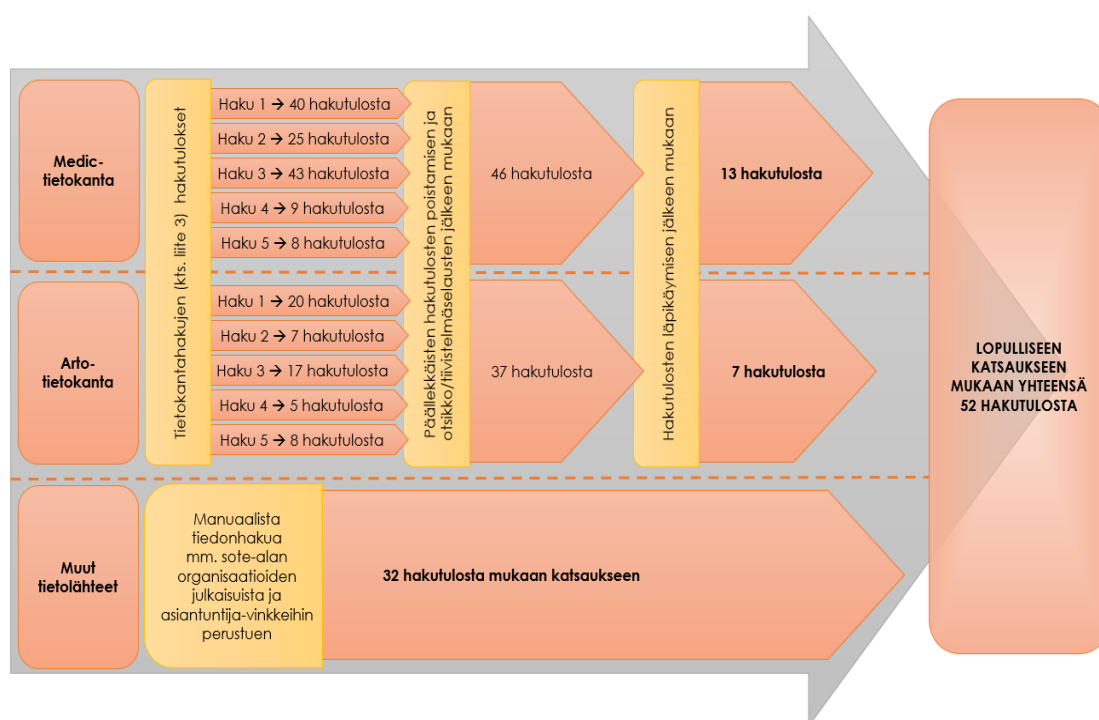 Medic-
tietokanta
Tietokantahakujen (kts. liite 3) hakutulokset
Haku 1 → 40 hakutulosta
Haku 2 → 25 hakutulosta
Haku 3 → 43 hakutulosta
Haku 4 → 9 hakutulosta
Haku 5 → 8 hakutulosta
Päällekkäisten hakutulosten poistamisen ja
otsikko/tiivistelmäselausten jälkeen mukaan
46 hakutulosta
Hakutulosten läpikäymisen jälkeen mukaan
13 hakutulosta
Arto-
tietokanta
Haku 1 → 20 hakutulosta
Haku 2 → 7 hakutulosta
Haku 3 → 17 hakutulosta
Haku 4 → 5 hakutulosta
Haku 5 → 8 hakutulosta
37 hakutulosta
7 hakutulosta
Muut
tietolähteet
Manuaalista
tiedonhakua
mm. sote-alan
organisaatioiden
julkaisuista ja
asiantuntija-vinkkeihin
perustuen
32 hakutulosta mukaan katsaukseen
LOPULLISEEN
KATSAUKSEEN
MUKAAN YHTEENSÄ
52 HAKUTULOSTA